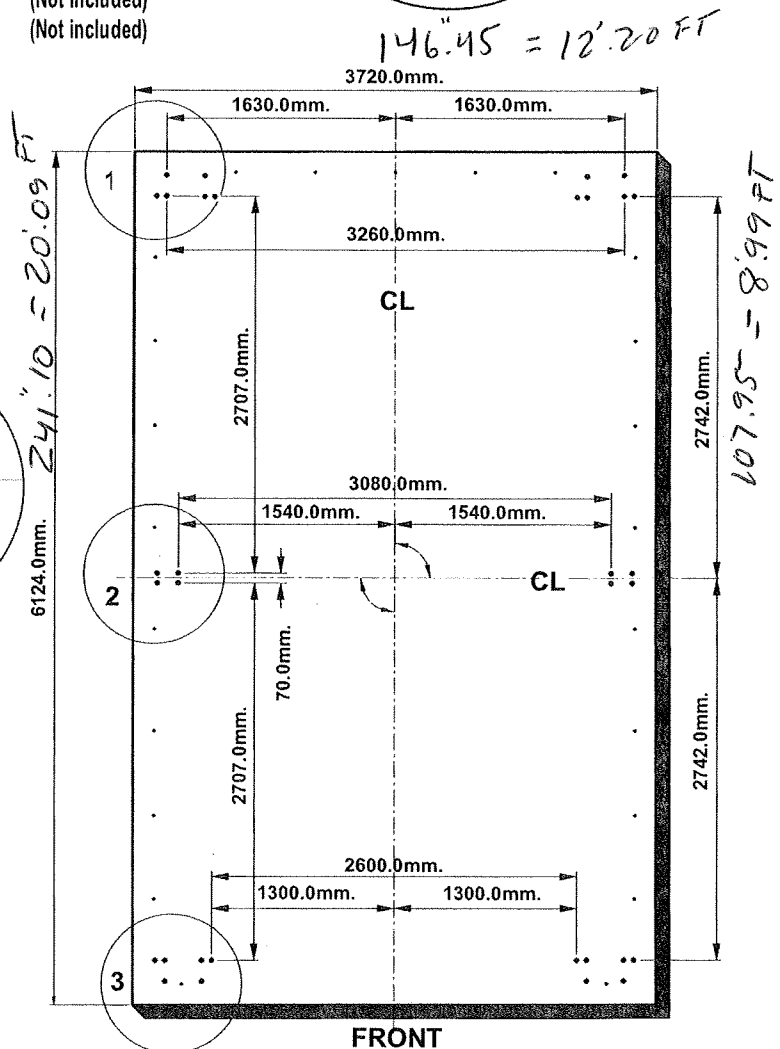 (Not included)
(Not included)
146".45 = 12'.20 FT
3720.0mm.
1630.0mm. 1630.0mm.
1
3260.0mm.
CL
241".10 = 20'.09 FT
107.95 = 8'.99 FT
2707.0mm.
2742.0mm.
3080.0mm.
1540.0mm. 1540.0mm.
6124.0mm.
2
CL
70.0mm.
2707.0mm.
2742.0mm.
2600.0mm.
1300.0mm. 1300.0mm.
3
FRONT